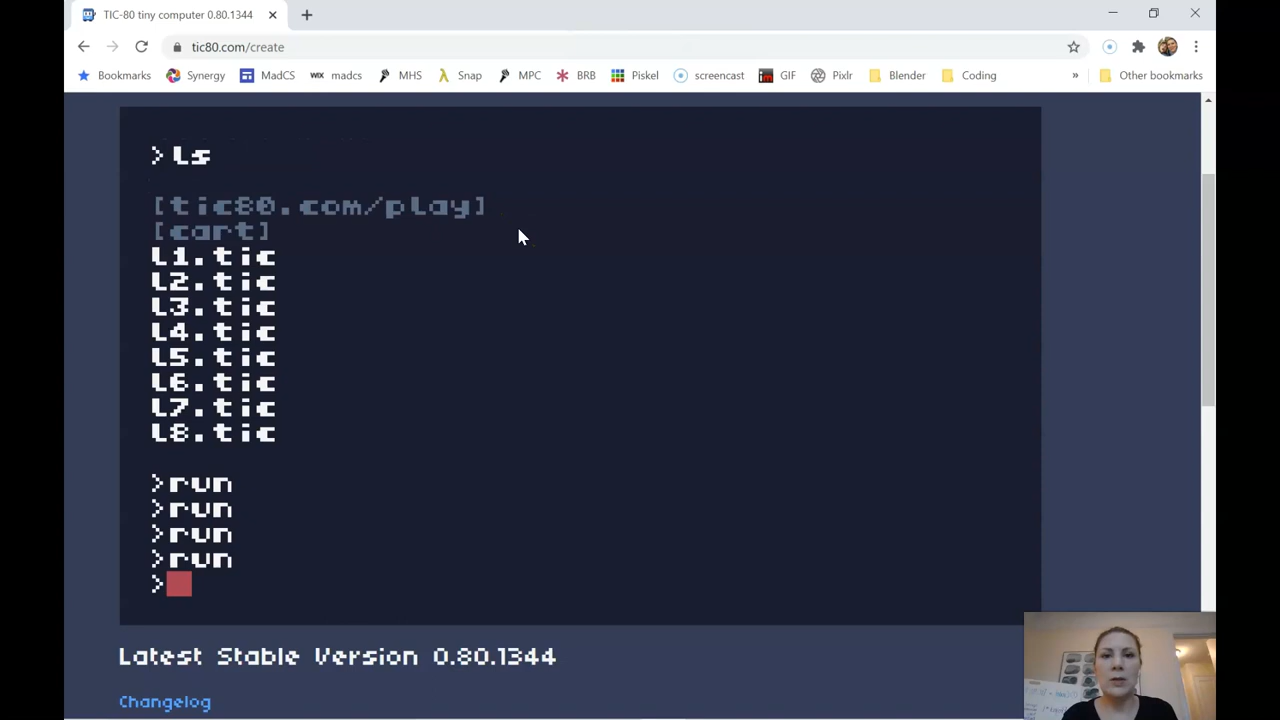 TIC-80 tiny computer 0.80.1344
tic80.com/create
Bookmarks Synergy MadCS WIX madcs MHS Snap MPC BRB Piskel screencast GIF Pixlr Blender Coding » Other bookmarks
>ls
[tic80.com/play]
[cart]
l1.tic
l2.tic
l3.tic
l4.tic
l5.tic
l6.tic
l7.tic
l8.tic
>run
>run
>run
>run
>
Latest Stable Version 0.80.1344
Changelog